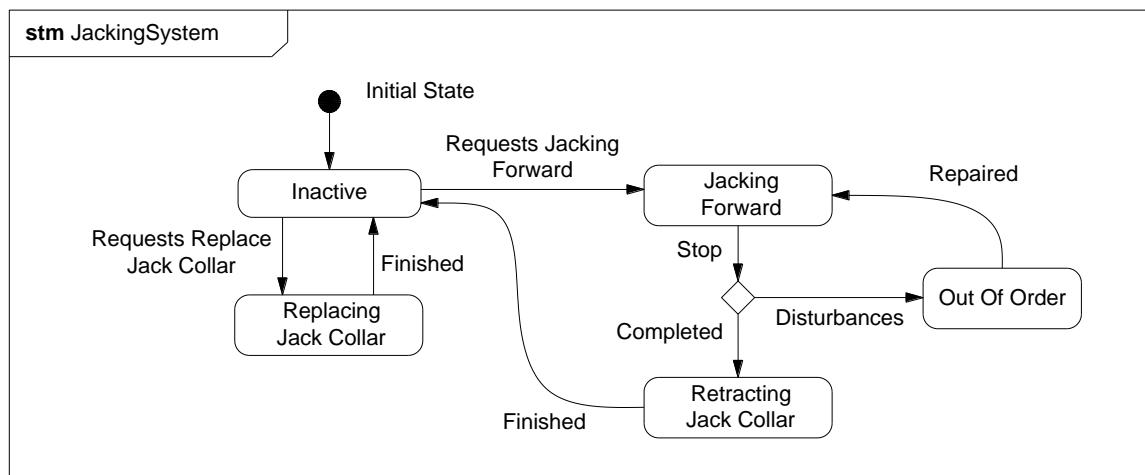 stm JackingSystem
Initial State
Requests Jacking
Forward
Inactive
Jacking
Forward
Repaired
Requests Replace
Jack Collar
Finished
Stop
Replacing
Jack Collar
Out Of Order
Completed
Disturbances
Retracting
Jack Collar
Finished